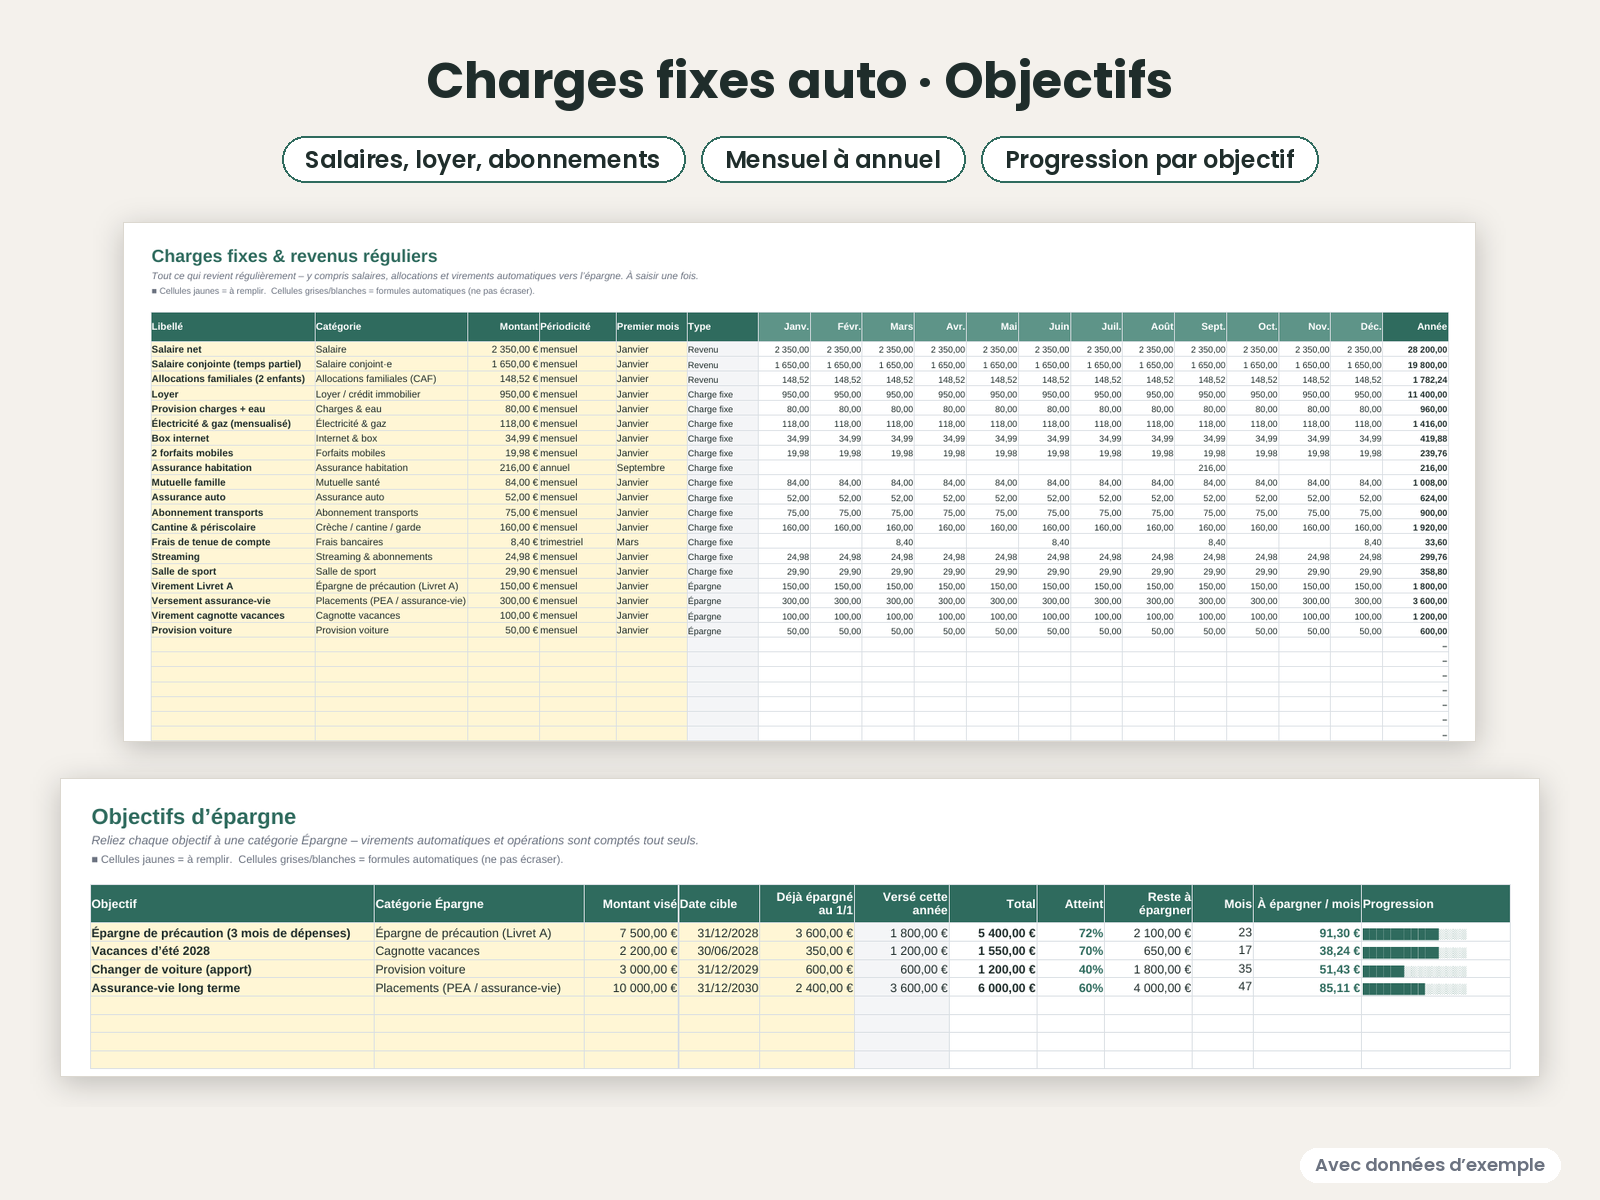 Charges fixes auto · Objectifs
Salaires, loyer, abonnements Mensuel à annuel Progression par objectif
Charges fixes & revenus réguliers
Tout ce qui revient régulièrement – y compris salaires, allocations et virements automatiques vers l'épargne. À saisir une fois.
■ Cellules jaunes = à remplir. Cellules grises/blanches = formules automatiques (ne pas écraser).
Libellé Catégorie Montant Périodicité Premier mois Type Janv. Févr. Mars Avr. Mai Juin Juil. Août Sept. Oct. Nov. Déc. Année
Salaire net Salaire 2 350,00 € mensuel Janvier Revenu 2 350,00 2 350,00 2 350,00 2 350,00 2 350,00 2 350,00 2 350,00 2 350,00 2 350,00 2 350,00 2 350,00 2 350,00 28 200,00
Salaire conjointe (temps partiel) Salaire conjoint·e 1 650,00 € mensuel Janvier Revenu 1 650,00 1 650,00 1 650,00 1 650,00 1 650,00 1 650,00 1 650,00 1 650,00 1 650,00 1 650,00 1 650,00 1 650,00 19 800,00
Allocations familiales (2 enfants) Allocations familiales (CAF) 148,52 € mensuel Janvier Revenu 148,52 148,52 148,52 148,52 148,52 148,52 148,52 148,52 148,52 148,52 148,52 148,52 1 782,24
Loyer Loyer / crédit immobilier 950,00 € mensuel Janvier Charge fixe 950,00 950,00 950,00 950,00 950,00 950,00 950,00 950,00 950,00 950,00 950,00 950,00 11 400,00
Provision charges + eau Charges & eau 80,00 € mensuel Janvier Charge fixe 80,00 80,00 80,00 80,00 80,00 80,00 80,00 80,00 80,00 80,00 80,00 80,00 960,00
Électricité & gaz (mensualisé) Électricité & gaz 118,00 € mensuel Janvier Charge fixe 118,00 118,00 118,00 118,00 118,00 118,00 118,00 118,00 118,00 118,00 118,00 118,00 1 416,00
Box internet Internet & box 34,99 € mensuel Janvier Charge fixe 34,99 34,99 34,99 34,99 34,99 34,99 34,99 34,99 34,99 34,99 34,99 34,99 419,88
2 forfaits mobiles Forfaits mobiles 19,98 € mensuel Janvier Charge fixe 19,98 19,98 19,98 19,98 19,98 19,98 19,98 19,98 19,98 19,98 19,98 19,98 239,76
Assurance habitation Assurance habitation 216,00 € annuel Septembre Charge fixe 216,00 216,00
Mutuelle famille Mutuelle santé 84,00 € mensuel Janvier Charge fixe 84,00 84,00 84,00 84,00 84,00 84,00 84,00 84,00 84,00 84,00 84,00 84,00 1 008,00
Assurance auto Assurance auto 52,00 € mensuel Janvier Charge fixe 52,00 52,00 52,00 52,00 52,00 52,00 52,00 52,00 52,00 52,00 52,00 52,00 624,00
Abonnement transports Abonnement transports 75,00 € mensuel Janvier Charge fixe 75,00 75,00 75,00 75,00 75,00 75,00 75,00 75,00 75,00 75,00 75,00 75,00 900,00
Cantine & périscolaire Crèche / cantine / garde 160,00 € mensuel Janvier Charge fixe 160,00 160,00 160,00 160,00 160,00 160,00 160,00 160,00 160,00 160,00 160,00 160,00 1 920,00
Frais de tenue de compte Frais bancaires 8,40 € trimestriel Mars Charge fixe 8,40 8,40 8,40 8,40 33,60
Streaming Streaming & abonnements 24,98 € mensuel Janvier Charge fixe 24,98 24,98 24,98 24,98 24,98 24,98 24,98 24,98 24,98 24,98 24,98 24,98 299,76
Salle de sport Salle de sport 29,90 € mensuel Janvier Charge fixe 29,90 29,90 29,90 29,90 29,90 29,90 29,90 29,90 29,90 29,90 29,90 29,90 358,80
Virement Livret A Épargne de précaution (Livret A) 150,00 € mensuel Janvier Épargne 150,00 150,00 150,00 150,00 150,00 150,00 150,00 150,00 150,00 150,00 150,00 150,00 1 800,00
Versement assurance-vie Placements (PEA / assurance-vie) 300,00 € mensuel Janvier Épargne 300,00 300,00 300,00 300,00 300,00 300,00 300,00 300,00 300,00 300,00 300,00 300,00 3 600,00
Virement cagnotte vacances Cagnotte vacances 100,00 € mensuel Janvier Épargne 100,00 100,00 100,00 100,00 100,00 100,00 100,00 100,00 100,00 100,00 100,00 100,00 1 200,00
Provision voiture Provision voiture 50,00 € mensuel Janvier Épargne 50,00 50,00 50,00 50,00 50,00 50,00 50,00 50,00 50,00 50,00 50,00 50,00 600,00
–
–
–
–
–
–
–
Objectifs d'épargne
Reliez chaque objectif à une catégorie Épargne – virements automatiques et opérations sont comptés tout seuls.
■ Cellules jaunes = à remplir. Cellules grises/blanches = formules automatiques (ne pas écraser).
Objectif Catégorie Épargne Montant visé Date cible Déjà épargné au 1/1 Versé cette année Total Atteint Reste à épargner Mois À épargner / mois Progression
Épargne de précaution (3 mois de dépenses) Épargne de précaution (Livret A) 7 500,00 € 31/12/2028 3 600,00 € 1 800,00 € 5 400,00 € 72% 2 100,00 € 23 91,30 €
Vacances d'été 2028 Cagnotte vacances 2 200,00 € 30/06/2028 350,00 € 1 200,00 € 1 550,00 € 70% 650,00 € 17 38,24 €
Changer de voiture (apport) Provision voiture 3 000,00 € 31/12/2029 600,00 € 600,00 € 1 200,00 € 40% 1 800,00 € 35 51,43 €
Assurance-vie long terme Placements (PEA / assurance-vie) 10 000,00 € 31/12/2030 2 400,00 € 3 600,00 € 6 000,00 € 60% 4 000,00 € 47 85,11 €
Avec données d'exemple